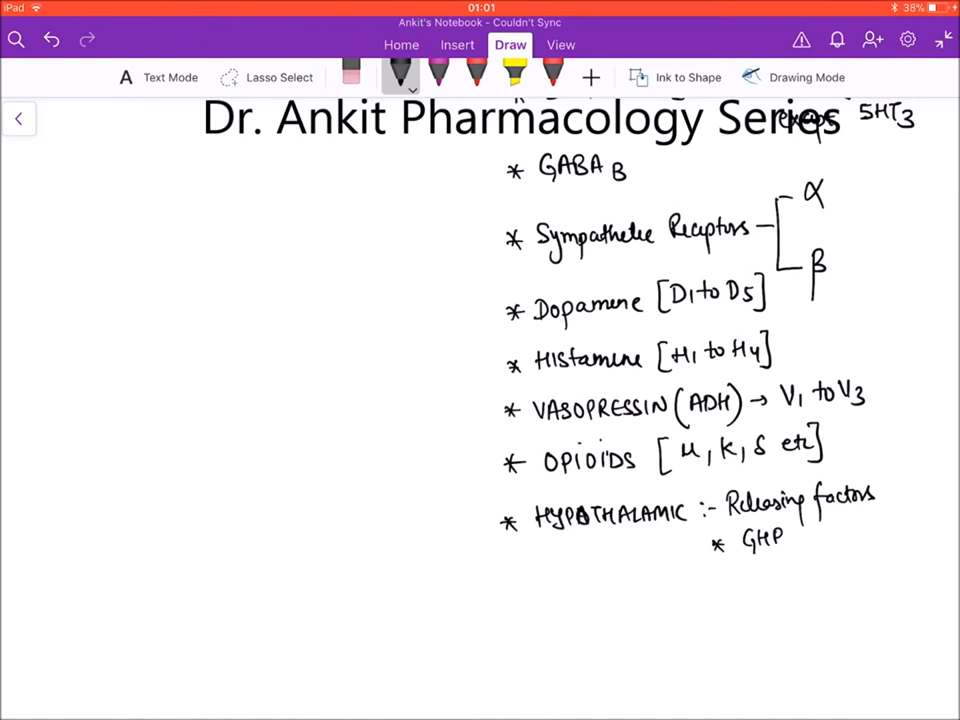 iPad 01:01 38%
Ankit's Notebook - Couldn't Sync
Home Insert Draw View
A Text Mode Lasso Select Ink to Shape Drawing Mode
Dr. Ankit Pharmacology Series
except 5HT3
* GABA B
* Sympathetic Receptors — α
β
* Dopamine [D1 to D5]
* Histamine [H1 to H4]
* VASOPRESSIN (ADH) → V1 to V3
* OPIOIDS [μ, K, δ etc]
* HYPOTHALAMIC :- Releasing factors
* GHP